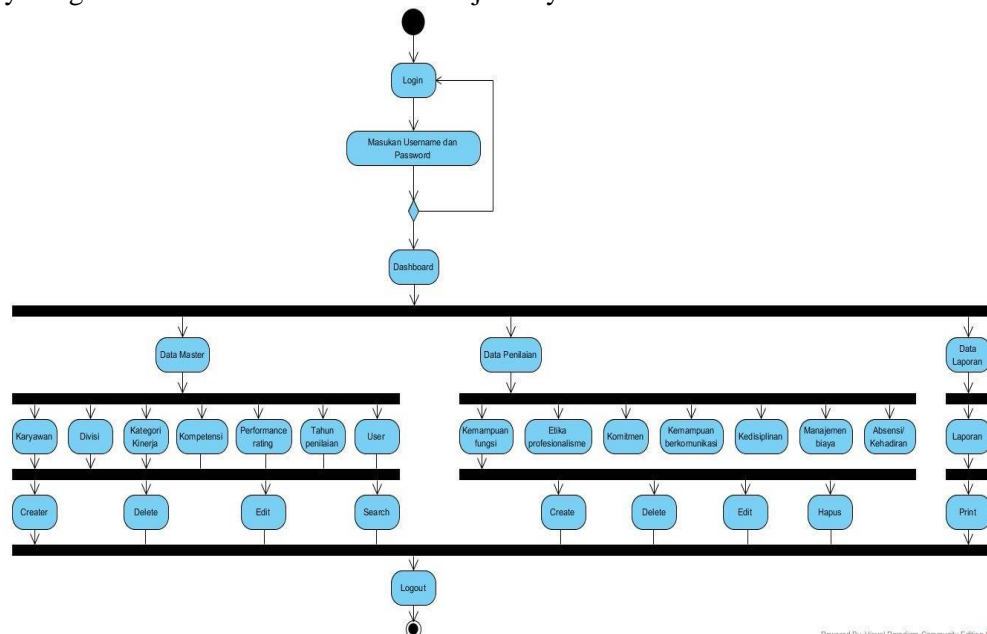 Login
Masukan Username dan
Password
Dashboard
Data Master
Data Penilaian
Data
Laporan
Karyawan
Divisi
Kategori
Kinerja
Kompetensi
Performance
rating
Tahun
penilaian
User
Kemampuan
fungsi
Etika
profesionalisme
Komitmen
Kemampuan
berkomunikasi
Kedisiplinan
Manajemen
biaya
Absensi/
Kehadiran
Laporan
Creater
Delete
Edit
Search
Create
Delete
Edit
Hapus
Print
Logout